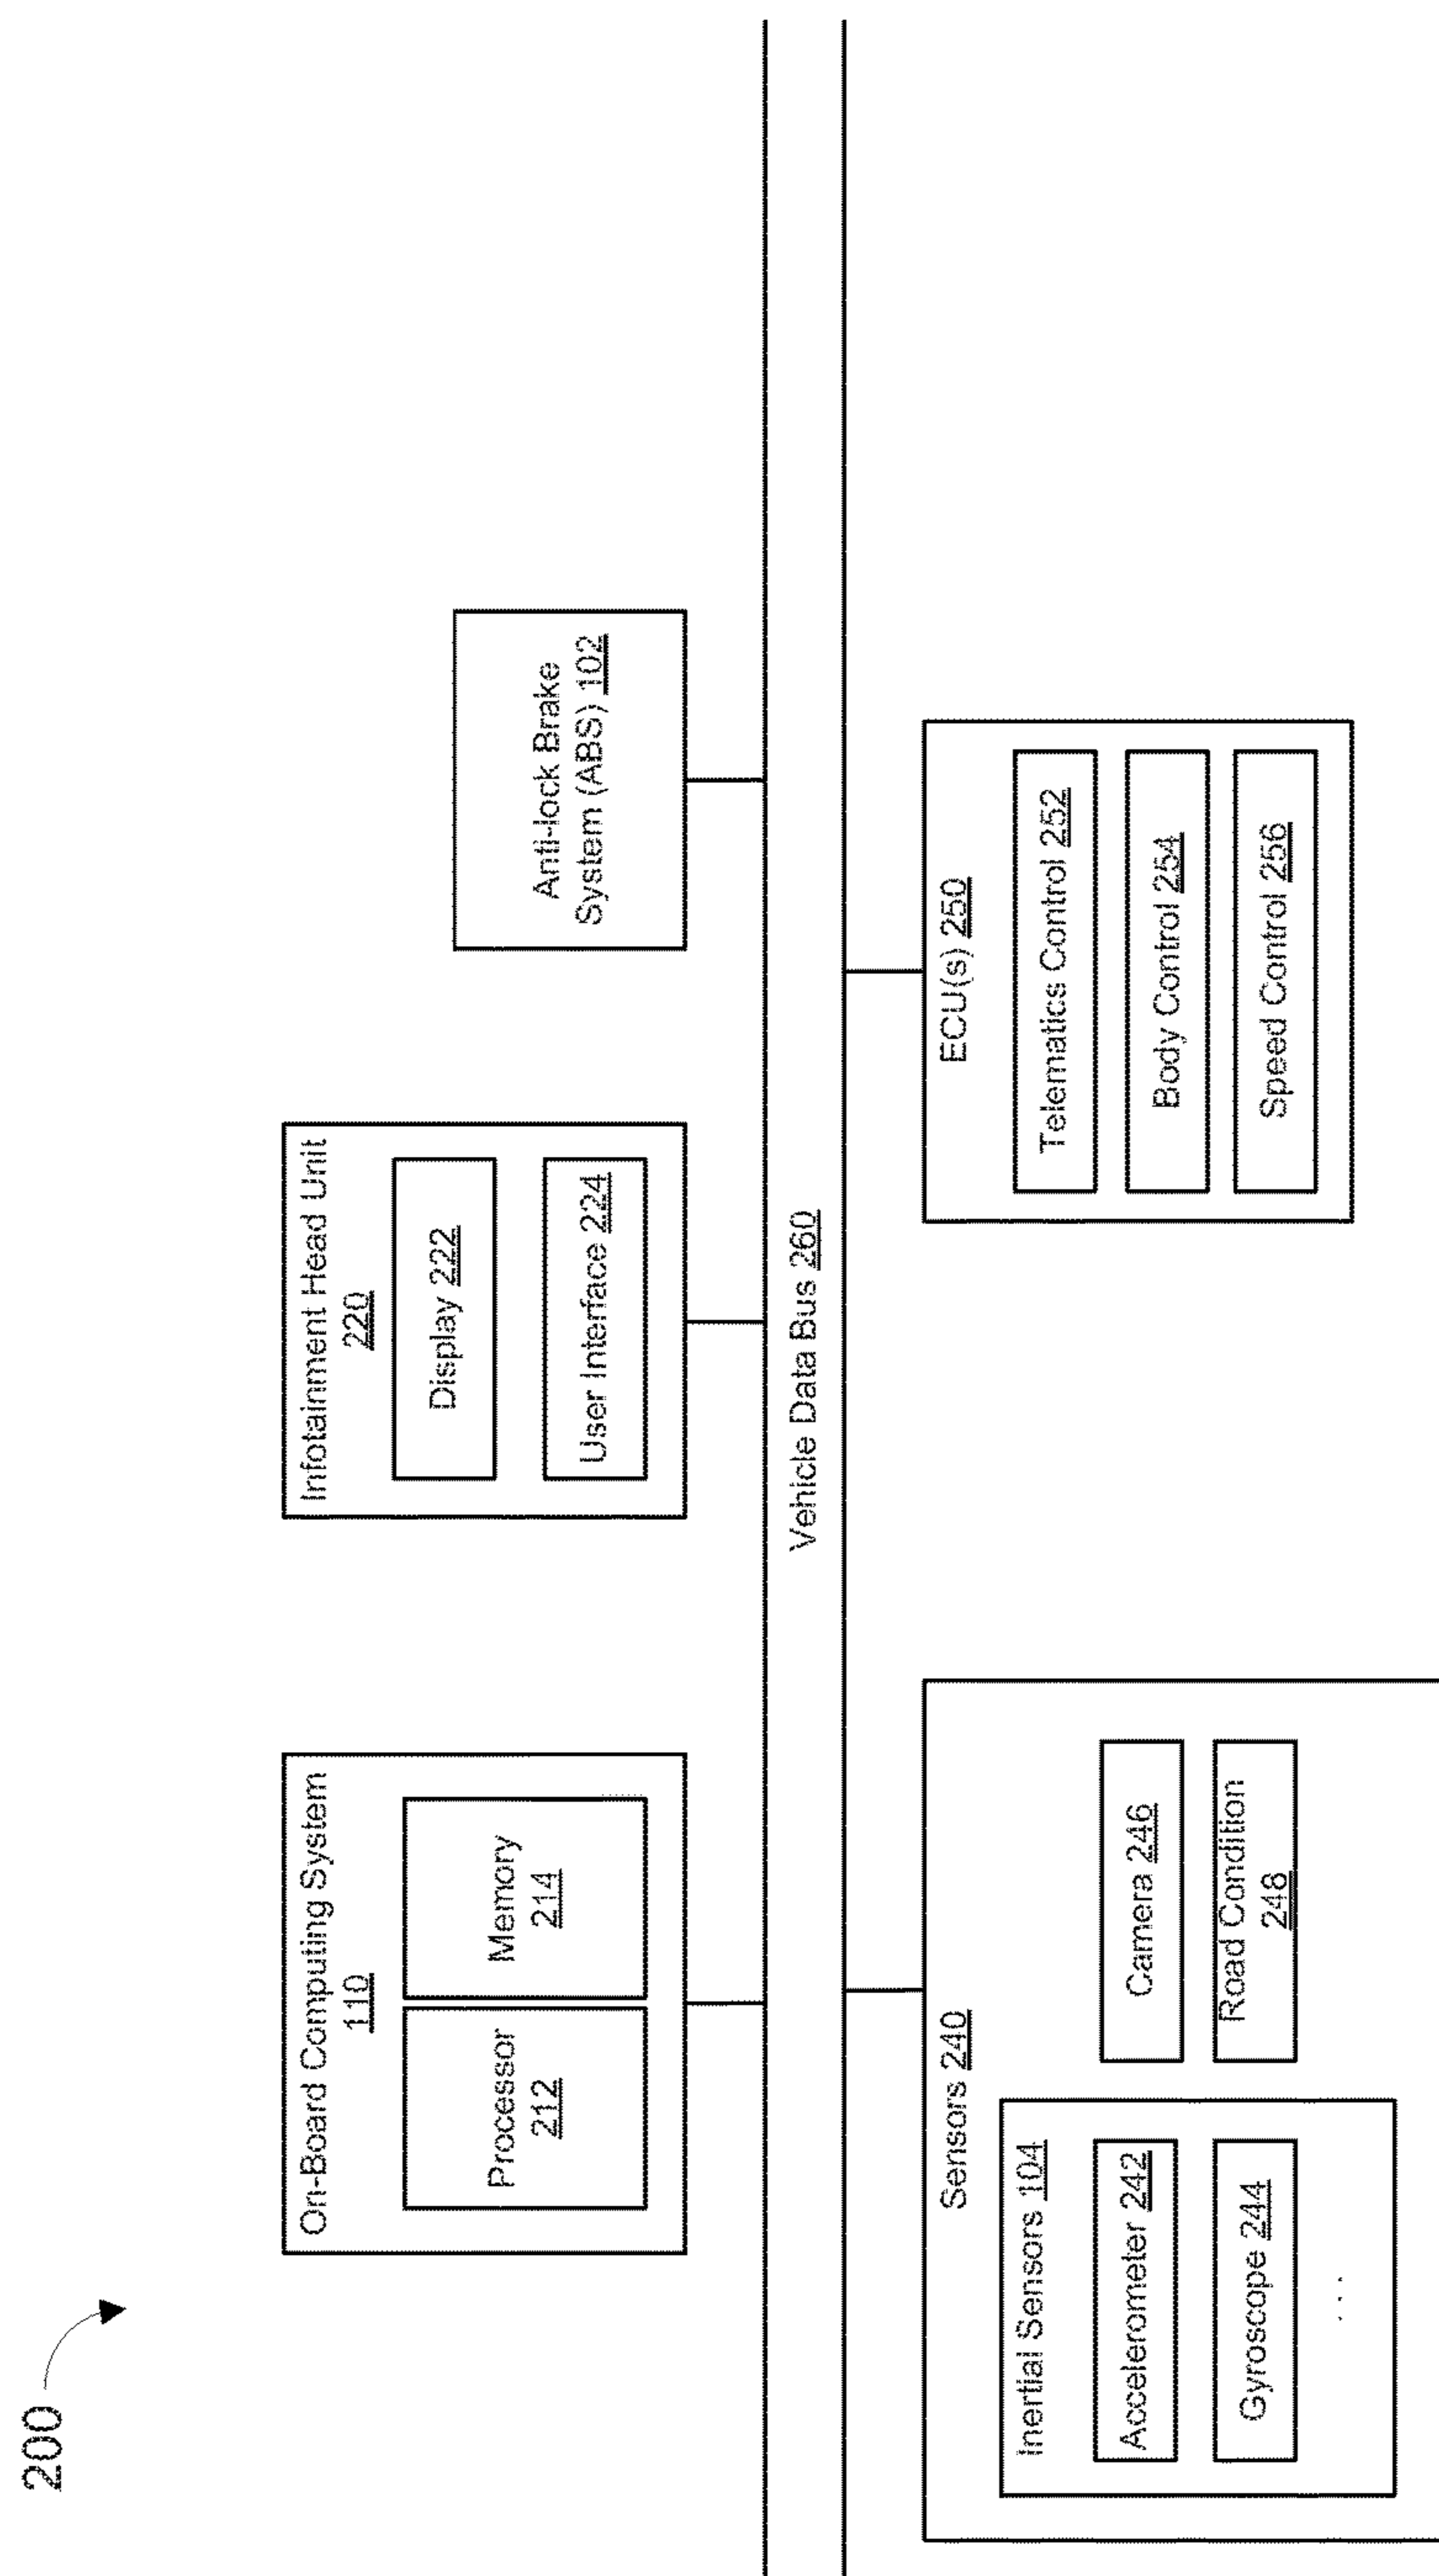 200
On-Board Computing System
110
Processor
212
Memory
214
Infotainment Head Unit
220
Display 222
User Interface 224
Anti-lock Brake
System (ABS) 102
Vehicle Data Bus 260
Sensors 240
Inertial Sensors 104
Accelerometer 242
Gyroscope 244
...
Camera 246
Road Condition
248
ECU(s) 250
Telematics Control 252
Body Control 254
Speed Control 256